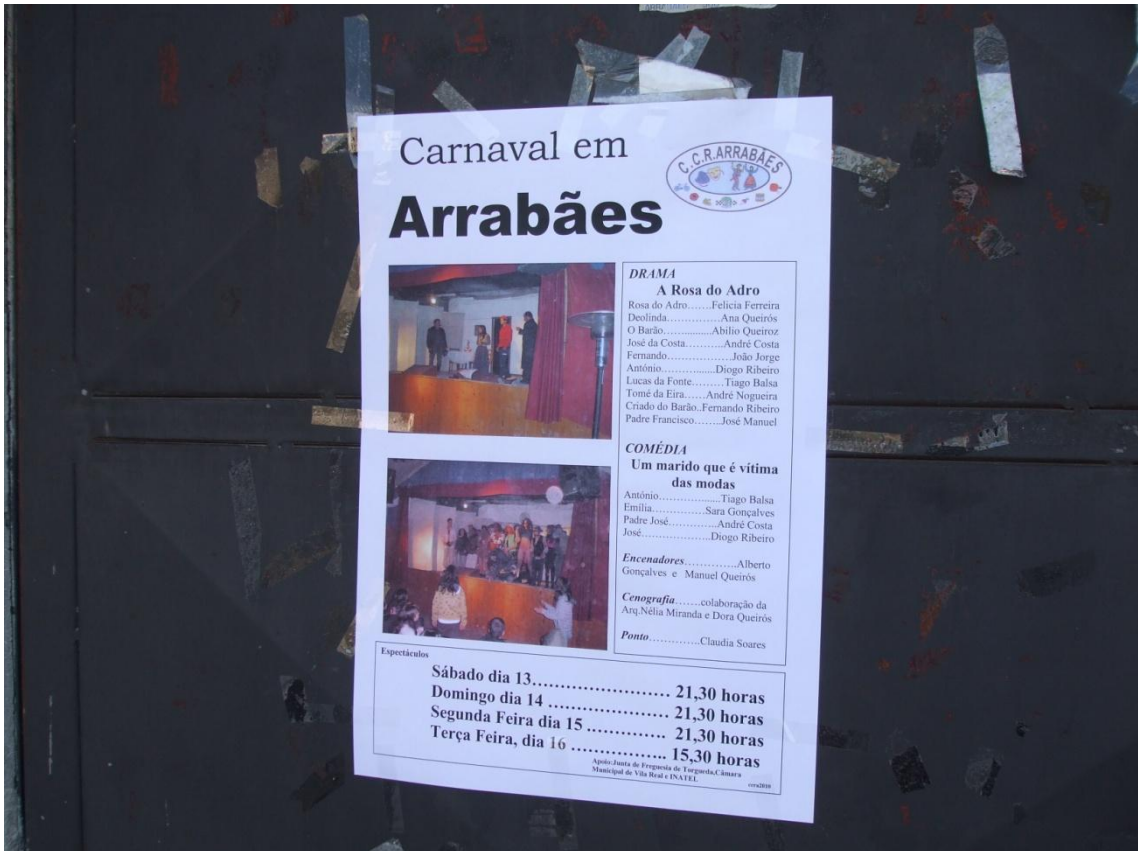 Carnaval em
Arrabães
C.C.R.ARRABÃES
DRAMA
A Rosa do Adro
Rosa do Adro.......Felicia Ferreira
Deolinda...............Ana Queirós
O Barão...............Abilio Queiroz
José da Costa..........André Costa
Fernando...................João Jorge
António...................Diogo Ribeiro
Lucas da Fonte.........Tiago Balsa
Tomé da Eira......André Nogueira
Criado do Barão..Fernando Ribeiro
Padre Francisco........José Manuel
COMÉDIA
Um marido que é vítima
das modas
António...................Tiago Balsa
Emília...............Sara Gonçalves
Padre José.............André Costa
José.......................Diogo Ribeiro
Encenadores..............Alberto
Gonçalves e Manuel Queirós
Cenografia.......colaboração da
Arq.Nélia Miranda e Dora Queirós
Ponto..............Claudia Soares
Espectáculos
Sábado dia 13........................ 21,30 horas
Domingo dia 14 ..................... 21,30 horas
Segunda Feira dia 15 .............. 21,30 horas
Terça Feira, dia 16 ................. 15,30 horas
Apoio:Junta de Freguesia de Torgueda,Câmara
Municipal de Vila Real e INATEL
ccra2010